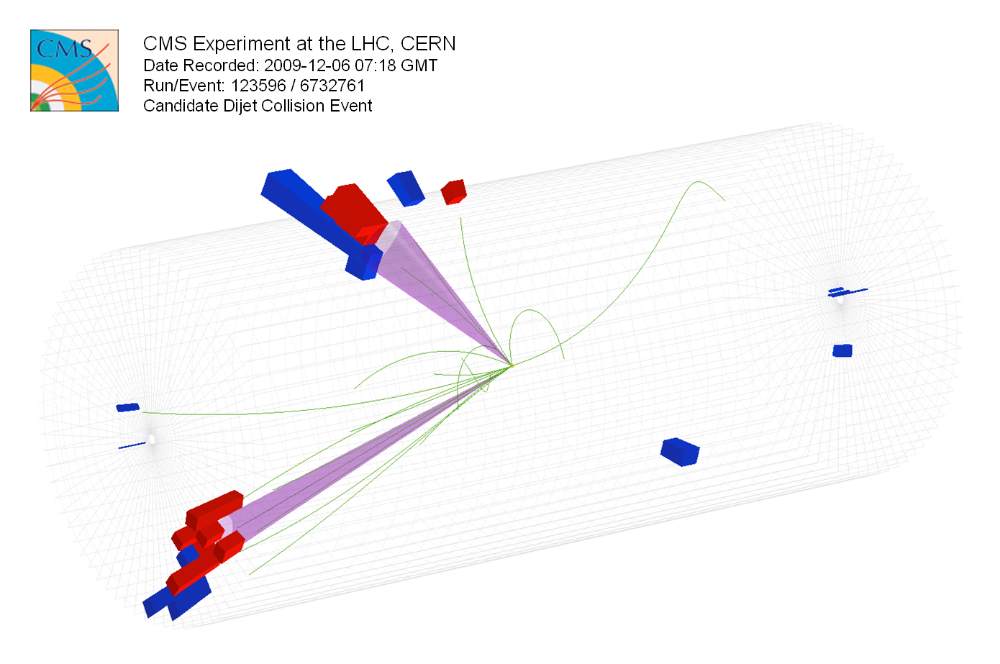 CMS
CMS Experiment at the LHC, CERN
Date Recorded: 2009-12-06 07:18 GMT
Run/Event: 123596 / 6732761
Candidate Dijet Collision Event